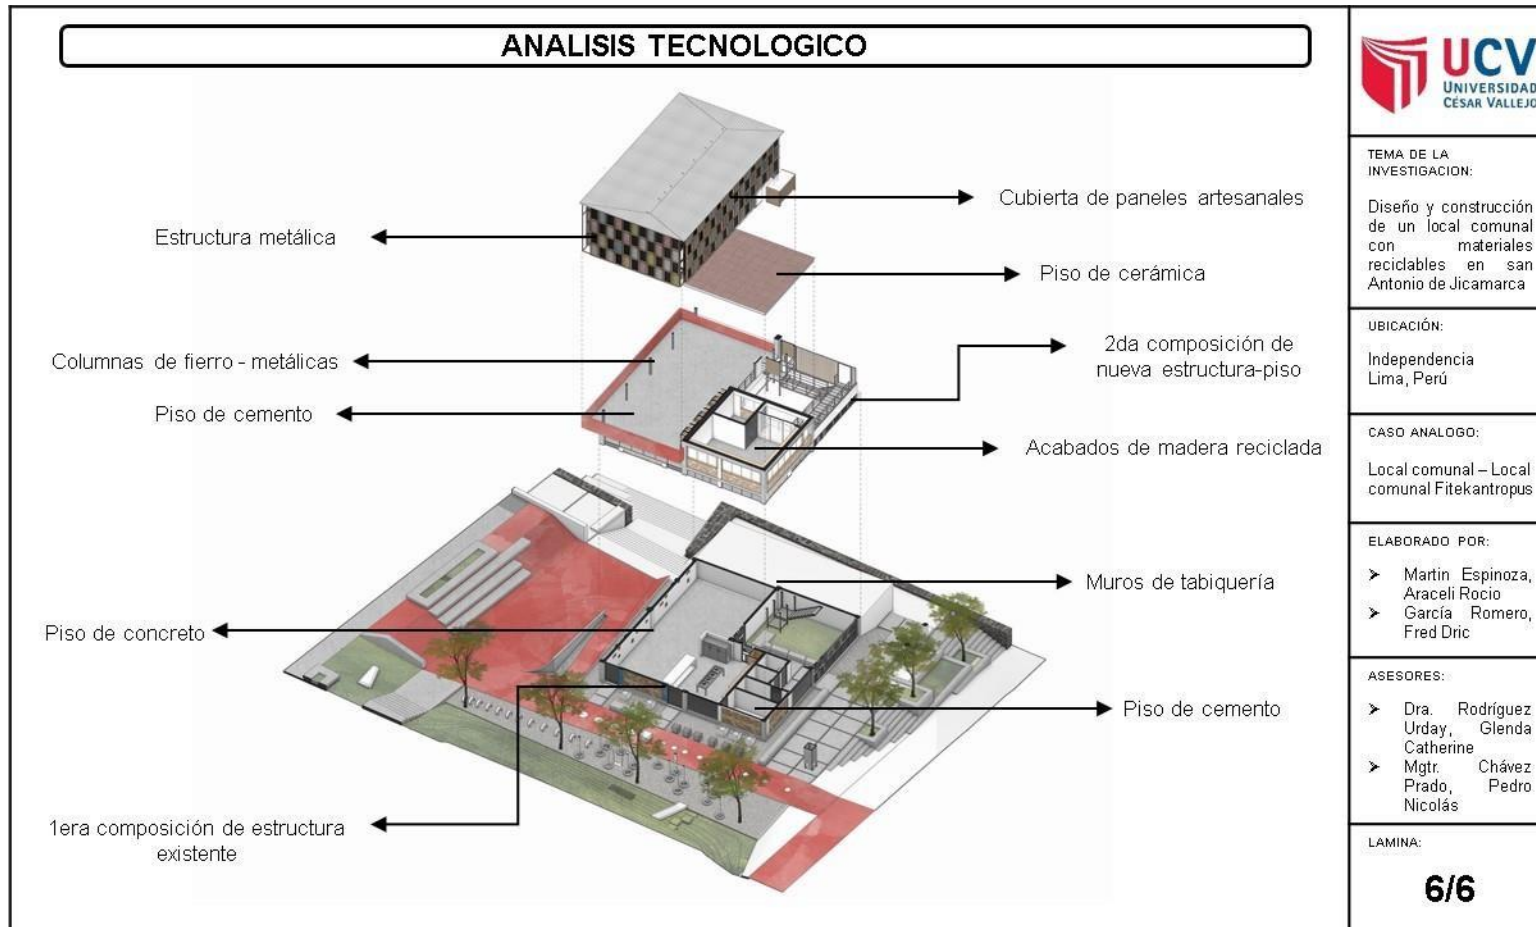 ANALISIS TECNOLOGICO
Estructura metálica
Cubierta de paneles artesanales
Piso de cerámica
Columnas de fierro - metálicas
Piso de cemento
2da composición de
nueva estructura-piso
Acabados de madera reciclada
Muros de tabiquería
Piso de concreto
Piso de cemento
1era composición de estructura
existente
UCV
UNIVERSIDAD
CÉSAR VALLEJO
TEMA DE LA
INVESTIGACION:
Diseño y construcción
de un local comunal
con materiales
reciclables en san
Antonio de Jicamarca
UBICACIÓN:
Independencia
Lima, Perú
CASO ANALOGO:
Local comunal – Local
comunal Fitekantropus
ELABORADO POR:
➤ Martin Espinoza,
Araceli Rocio
➤ García Romero,
Fred Dric
ASESORES:
➤ Dra. Rodríguez
Urday, Glenda
Catherine
➤ Mgtr. Chávez
Prado, Pedro
Nicolás
LAMINA:
6/6